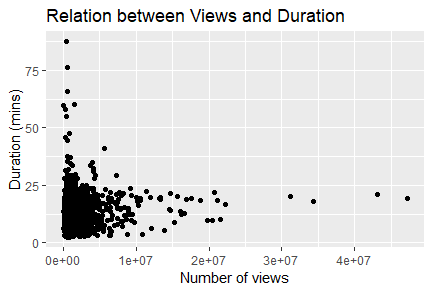 Relation between Views and Duration
Duration (mins)
75
50
25
0
0e+00 1e+07 2e+07 3e+07 4e+07
Number of views